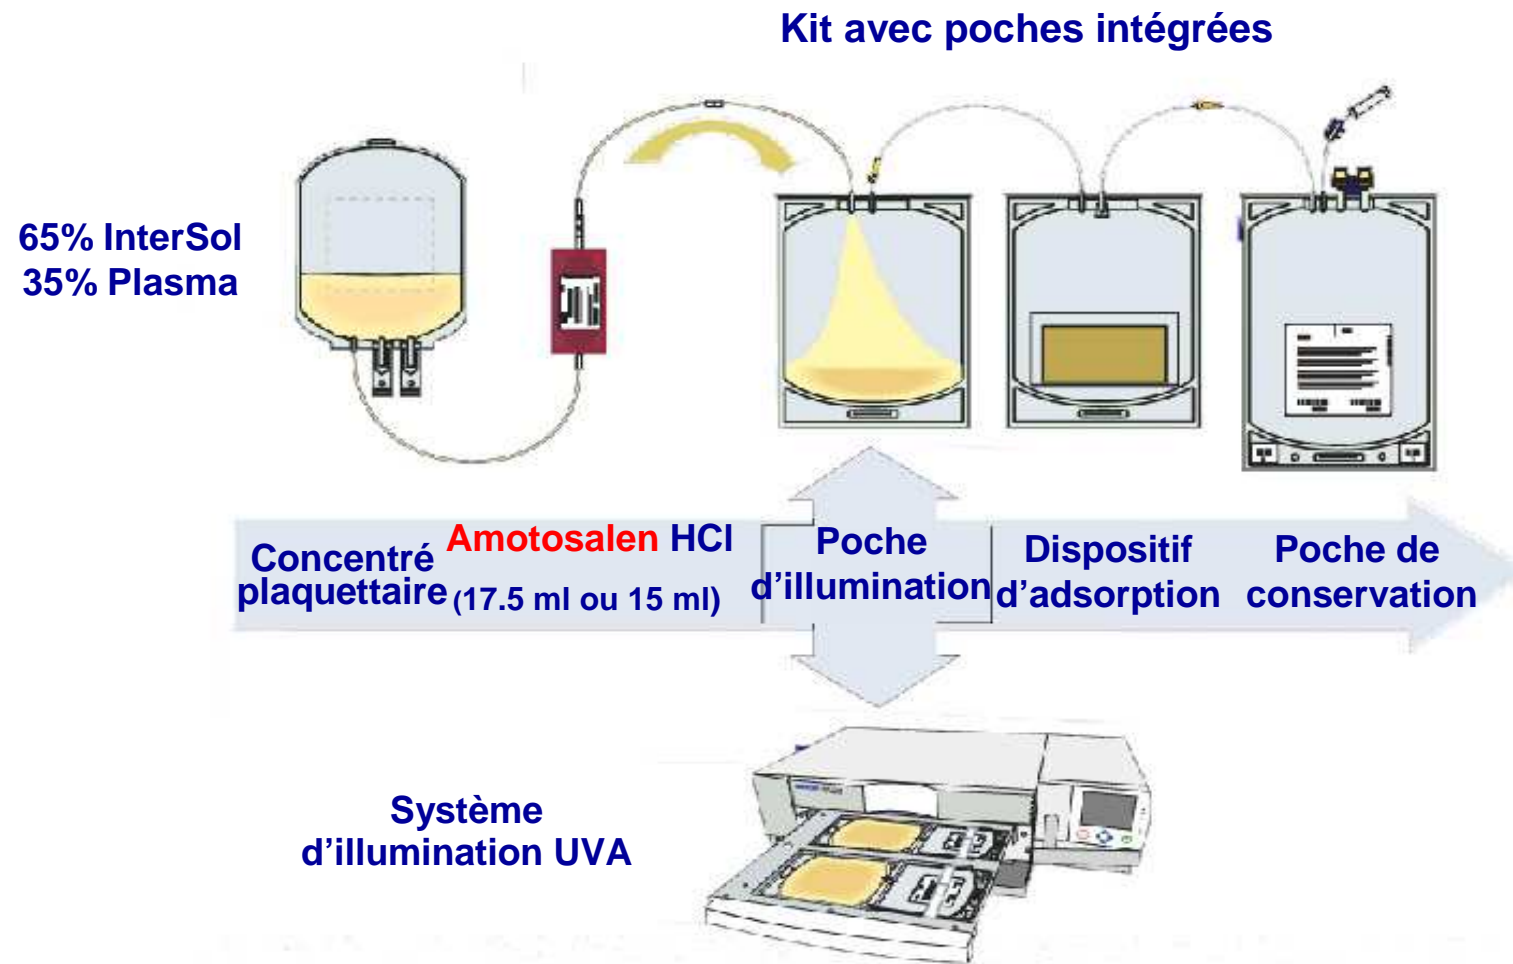 Kit avec poches intégrées
65% InterSol
35% Plasma
Concentré
plaquettaire
Amotosalen HCl
(17.5 ml ou 15 ml)
Poche
d’illumination
Dispositif
d’adsorption
Poche de
conservation
Système
d’illumination UVA